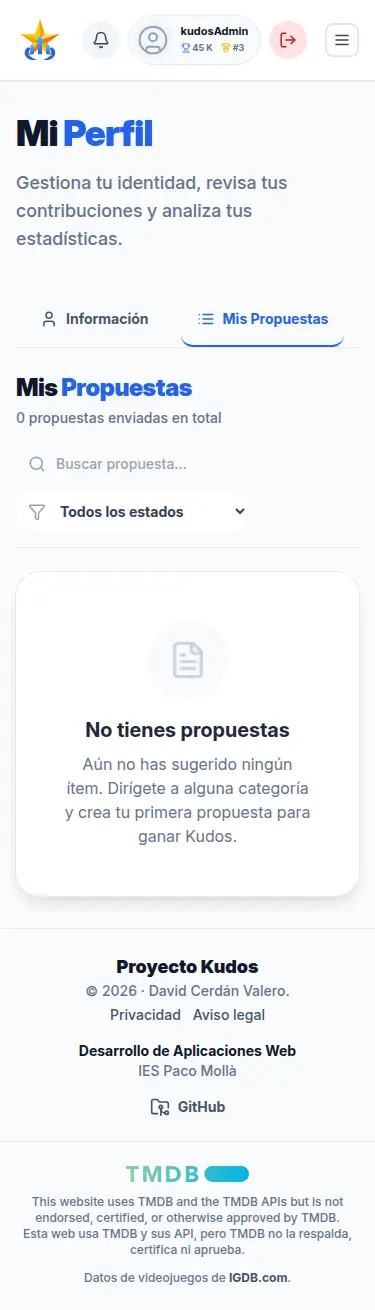 kudosAdmin
45 K #3
Mi Perfil
Gestiona tu identidad, revisa tus
contribuciones y analiza tus
estadísticas.
Información Mis Propuestas
Mis Propuestas
0 propuestas enviadas en total
Buscar propuesta...
Todos los estados
No tienes propuestas
Aún no has sugerido ningún
ítem. Dirígete a alguna categoría
y crea tu primera propuesta para
ganar Kudos.
Proyecto Kudos
© 2026 · David Cerdán Valero.
Privacidad Aviso legal
Desarrollo de Aplicaciones Web
IES Paco Mollà
GitHub
TMDB
This website uses TMDB and the TMDB APIs but is not
endorsed, certified, or otherwise approved by TMDB.
Esta web usa TMDB y sus API, pero TMDB no la respalda,
certifica ni aprueba.
Datos de videojuegos de IGDB.com.